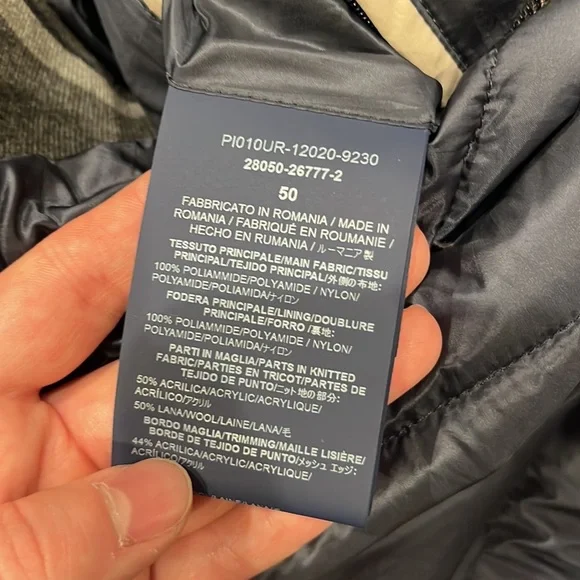 PI010UR-12020-9230
28050-26777-2
50
FABBRICATO IN ROMANIA / MADE IN
ROMANIA / FABRIQUÉ EN ROUMANIE /
HECHO EN RUMANIA / ルーマニア製
TESSUTO PRINCIPALE/MAIN FABRIC/TISSU
PRINCIPAL/TEJIDO PRINCIPAL/外側の布地:
100% POLIAMMIDE/POLYAMIDE / NYLON/
POLYAMIDE/POLIAMIDA/ナイロン
FODERA PRINCIPALE/LINING/DOUBLURE
PRINCIPALE/FORRO / 裏地:
100% POLIAMMIDE/POLYAMIDE / NYLON/
POLYAMIDE/POLIAMIDA/ナイロン
PARTI IN MAGLIA/PARTS IN KNITTED
FABRIC/PARTIES EN TRICOT/PARTES DE
TEJIDO DE PUNTO/ニット地の部分:
50% ACRILICA/ACRYLIC/ACRYLIQUE/
ACRÍLICO/アクリル
50% LANA/WOOL/LAINE/LANA/毛
BORDO MAGLIA/TRIMMING/MAILLE LISIÈRE/
BORDE DE TEJIDO DE PUNTO/メッシュ エッジ:
44% ACRILICA/ACRYLIC/ACRYLIQUE/
ACRÍLICO/アクリル